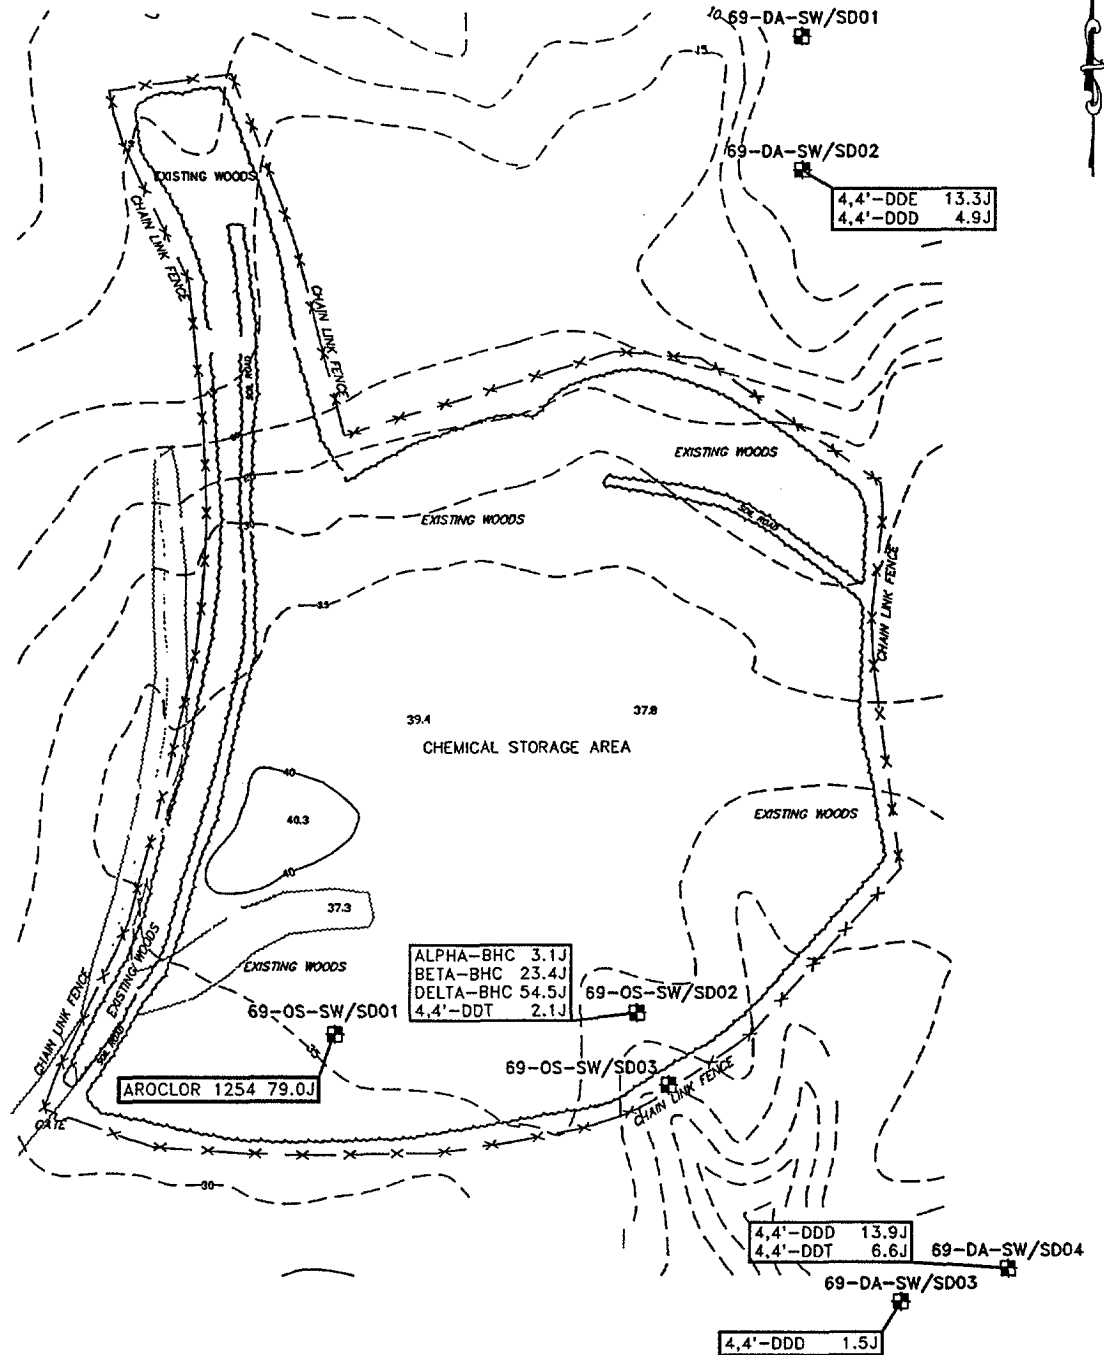 10
69-DA-SW/SD01
15
69-DA-SW/SD02
4,4'-DDE 13.3J
4,4'-DDD 4.9J
EXISTING WOODS
CHAIN LINK FENCE
CHAIN LINK FENCE
SOIL ROAD
EXISTING WOODS
EXISTING WOODS
SOIL ROAD
CHAIN LINK FENCE
35
39.4
37.8
CHEMICAL STORAGE AREA
40
40.3
40
EXISTING WOODS
37.3
EXISTING WOODS
EXISTING WOODS
CHAIN LINK FENCE
SOIL ROAD
GATE
69-OS-SW/SD01
35
AROCLOR 1254 79.0J
ALPHA-BHC 3.1J
BETA-BHC 23.4J
DELTA-BHC 54.5J
4,4'-DDT 2.1J
69-OS-SW/SD02
69-OS-SW/SD03
CHAIN LINK FENCE
30
4,4'-DDD 13.9J
4,4'-DDT 6.6J
69-DA-SW/SD04
69-DA-SW/SD03
4,4'-DDD 1.5J